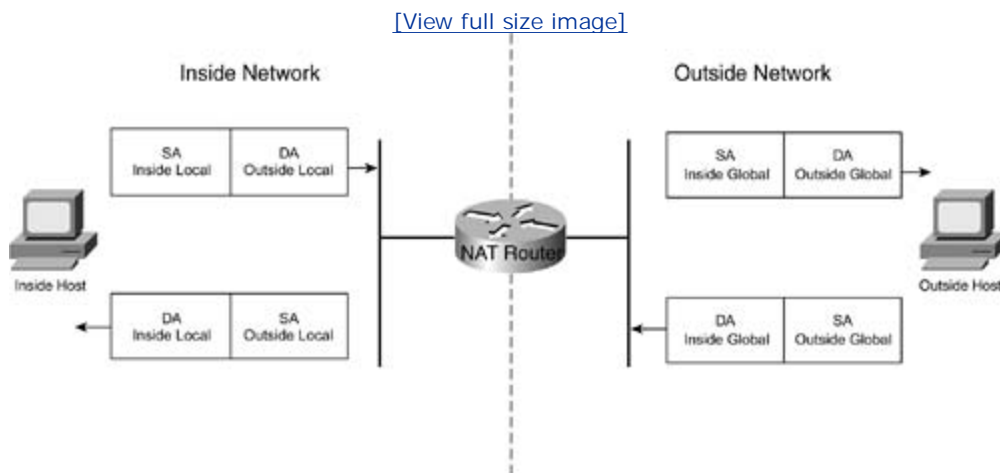 [View full size image]
Inside Network
Outside Network
SA
Inside Local
DA
Outside Local
SA
Inside Global
DA
Outside Global
NAT Router
Inside Host
Outside Host
DA
Inside Local
SA
Outside Local
DA
Inside Global
SA
Outside Global